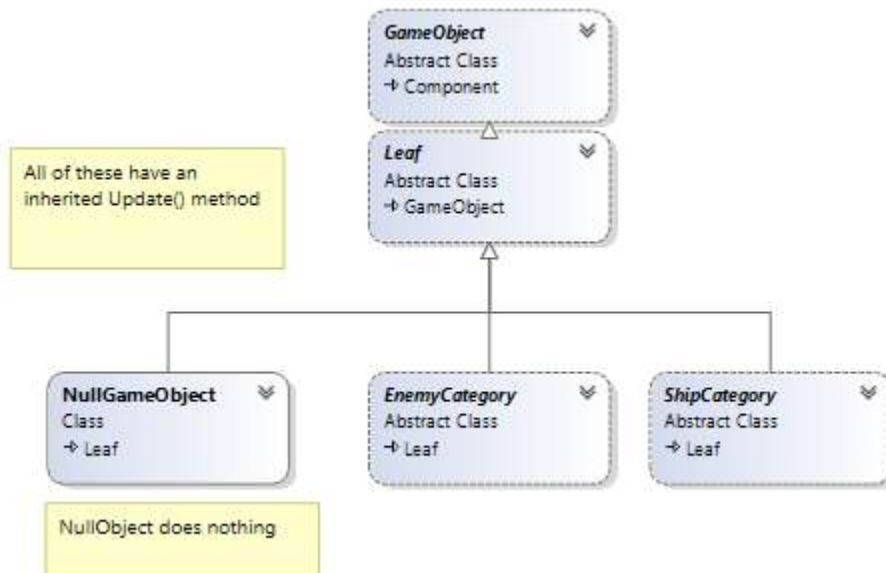 GameObject
Abstract Class
Component
All of these have an
inherited Update() method
Leaf
Abstract Class
GameObject
NullGameObject
Class
Leaf
EnemyCategory
Abstract Class
Leaf
ShipCategory
Abstract Class
Leaf
NullObject does nothing